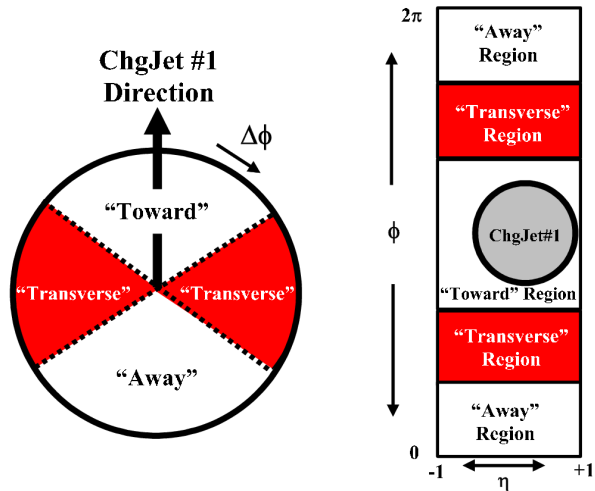 ChgJet #1
Direction
Δϕ
“Toward”
“Transverse”
“Transverse”
“Away”
2π
“Away”
Region
“Transverse”
Region
ϕ
ChgJet#1
“Toward” Region
“Transverse”
Region
“Away”
Region
0
-1
η
+1